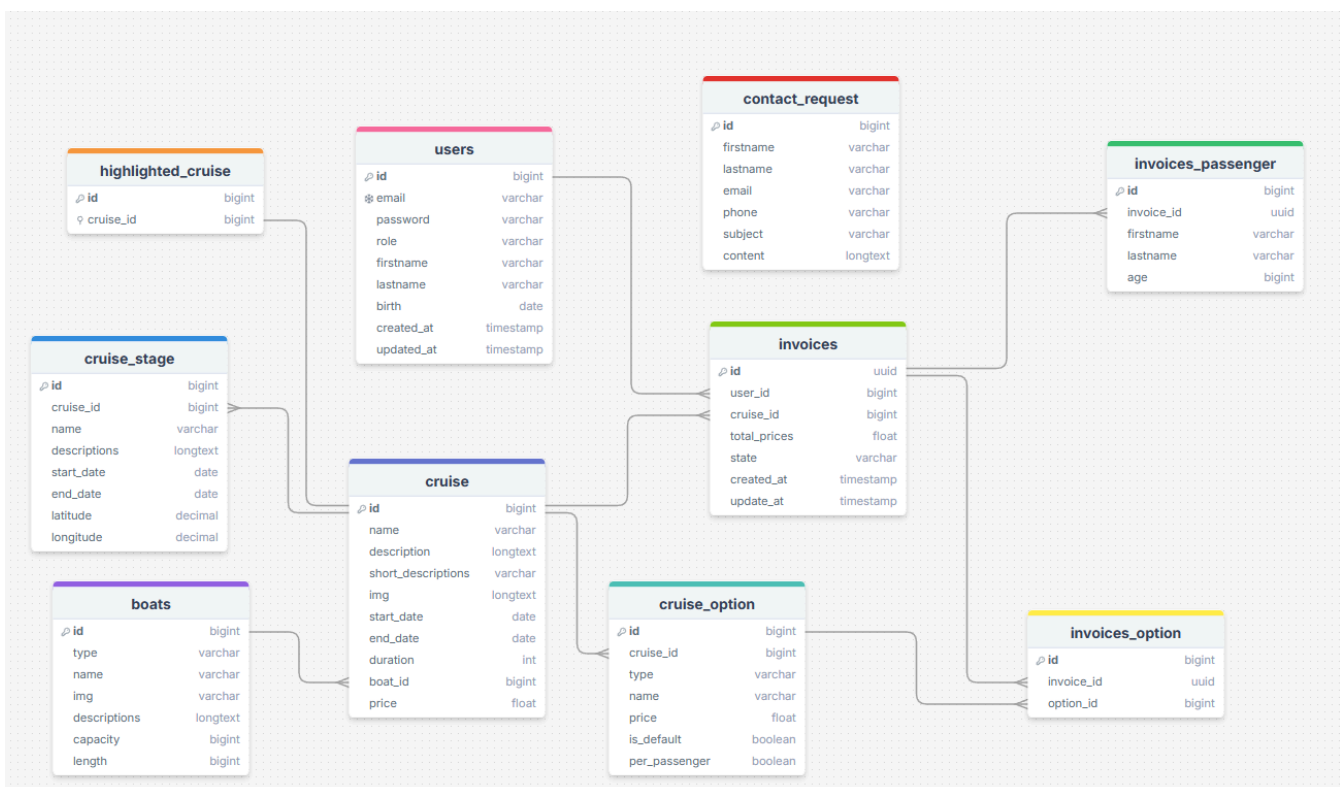 contact_request
id bigint
firstname varchar
lastname varchar
email varchar
phone varchar
subject varchar
content longtext
users
id bigint
email varchar
password varchar
role varchar
firstname varchar
lastname varchar
birth date
created_at timestamp
updated_at timestamp
highlighted_cruise
id bigint
cruise_id bigint
invoices_passenger
id bigint
invoice_id uuid
firstname varchar
lastname varchar
age bigint
cruise_stage
id bigint
cruise_id bigint
name varchar
descriptions longtext
start_date date
end_date date
latitude decimal
longitude decimal
invoices
id uuid
user_id bigint
cruise_id bigint
total_prices float
state varchar
created_at timestamp
update_at timestamp
cruise
id bigint
name varchar
description longtext
short_descriptions varchar
img longtext
start_date date
end_date date
duration int
boat_id bigint
price float
boats
id bigint
type varchar
name varchar
img varchar
descriptions longtext
capacity bigint
length bigint
cruise_option
id bigint
cruise_id bigint
type varchar
name varchar
price float
is_default boolean
per_passenger boolean
invoices_option
id bigint
invoice_id uuid
option_id bigint